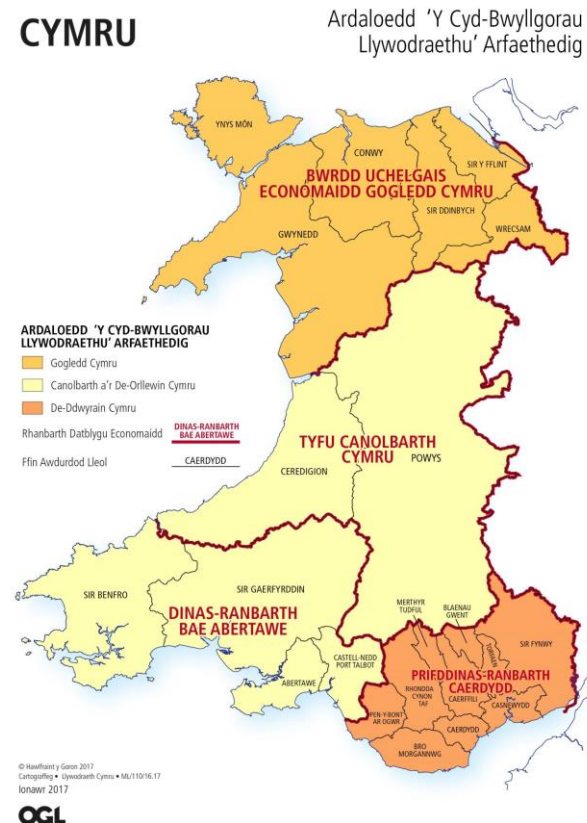 CYMRU
Ardaloedd 'Y Cyd-Bwyllgorau
Llywodraethu' Arfaethedig
YNYS MÔN
CONWY
SIR Y FFLINT
BWRDD UCHELGAIS
ECONOMAIDD GOGLEDD CYMRU
SIR DDINBYCH
GWYNEDD
WRECSAM
ARDALOEDD 'Y CYD-BWYLLGORAU
LLYWODRAETHU' ARFAETHEDIG
Gogledd Cymru
Canolbarth a'r De-Orllewin Cymru
De-Ddwyrain Cymru
Rhanbarth Datblygu Economaidd
DINAS-RANBARTH
BAE ABERTAWE
Ffin Awdurdod Lleol
CAERDYDD
TYFU CANOLBARTH
CYMRU
POWYS
CEREDIGION
SIR BENFRO
SIR GAERFYRDDIN
DINAS-RANBARTH
BAE ABERTAWE
MERTHYR
TUDFUL
BLAENAU
GWENT
SIR FYNWY
TORFAEN
CASTELL-NEDD
PORT TALBOT
ABERTAWE
PRIFDDINAS-RANBARTH
CAERDYDD
RHONDDA
CYNON
TAF
CAERFFILI
CASNEWYDD
PEN-Y-BONT
AR OGWR
CAERDYDD
BRO
MORGANNWG
© Hawlfraint y Goron 2017
Cartograffeg • Llywodraeth Cymru • ML/110/16.17
Ionawr 2017
OGL